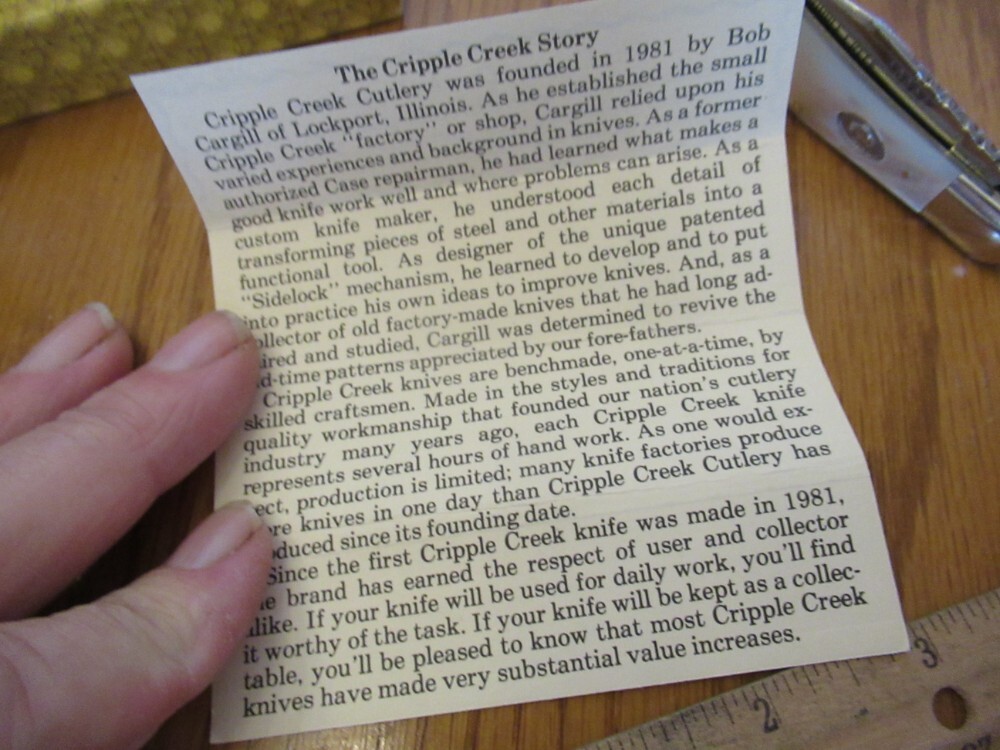 The Cripple Creek Story
Cripple Creek Cutlery was founded in 1981 by Bob
Cargill of Lockport, Illinois. As he established the small
Cripple Creek "factory" or shop, Cargill relied upon his
varied experiences and background in knives. As a former
authorized Case repairman, he had learned what makes a
good knife work well and where problems can arise. As a
custom knife maker, he understood each detail of
transforming pieces of steel and other materials into a
functional tool. As designer of the unique patented
"Sidelock" mechanism, he learned to develop and to put
into practice his own ideas to improve knives. And, as a
ollector of old factory-made knives that he had long ad-
ired and studied, Cargill was determined to revive the
d-time patterns appreciated by our fore-fathers.
Cripple Creek knives are benchmade, one-at-a-time, by
skilled craftsmen. Made in the styles and traditions for
quality workmanship that founded our nation's cutlery
industry many years ago, each Cripple Creek knife
represents several hours of hand work. As one would ex-
ect, production is limited; many knife factories produce
re knives in one day than Cripple Creek Cutlery has
oduced since its founding date.
Since the first Cripple Creek knife was made in 1981,
e brand has earned the respect of user and collector
alike. If your knife will be used for daily work, you'll find
it worthy of the task. If your knife will be kept as a collec-
table, you'll be pleased to know that most Cripple Creek
knives have made very substantial value increases.
2
3